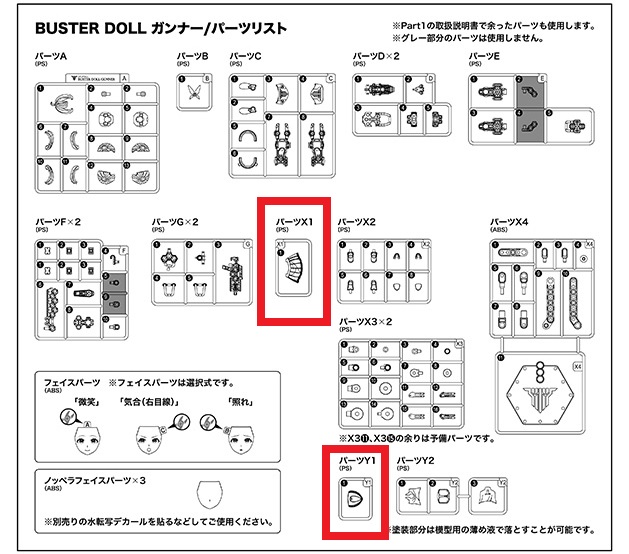 BUSTER DOLL ガンナー/パーツリスト
※Part1の取扱説明書で余ったパーツも使用します。
※グレー部分のパーツは使用しません。
パーツA
(PS)
パーツB
(PS)
パーツC
(PS)
パーツD×2
(PS)
パーツE
(PS)
BUSTER DOLL GUNNER
A
B
C
D
E
パーツF×2
(PS)
パーツG×2
(PS)
パーツX1
(PS)
パーツX2
(PS)
パーツX4
(ABS)
F
G
X1
X2
X4
パーツX3×2
(PS)
X3
X4
※X3⓫、X3⓯の余りは予備パーツです。
フェイスパーツ ※フェイスパーツは選択式です。
(ABS)
「微笑」
「気合(右目線)」
「照れ」
A
ノッペラフェイスパーツ×3
(ABS)
※別売りの水転写デカールを貼るなどしてご使用ください。
パーツY1
(PS)
パーツY2
(PS)
Y1
Y2
Y2
※塗装部分は模型用の薄め液で落とすことが可能です。